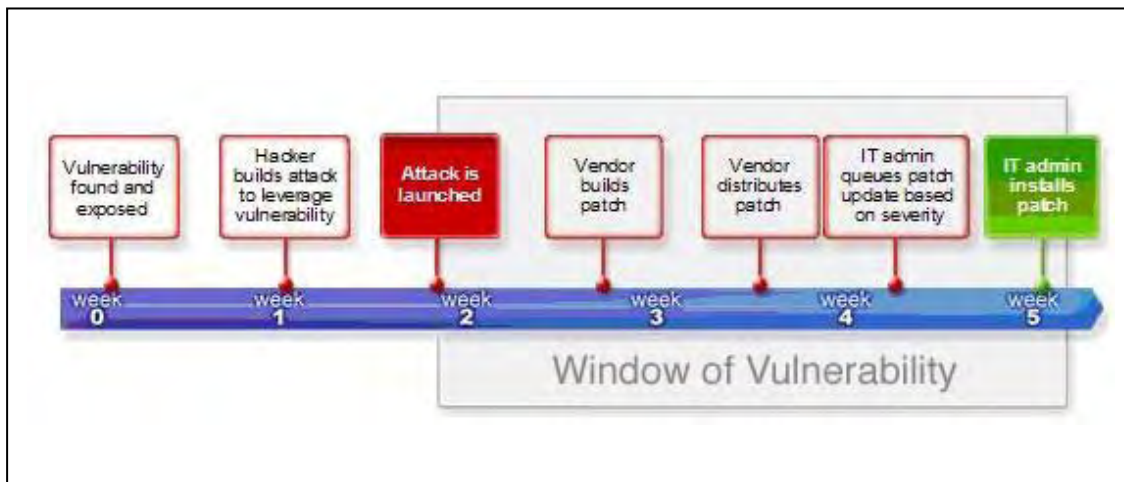 Vulnerability
found and
exposed
Hacker
builds attack
to leverage
vulnerability
Attack is
launched
Vendor
builds
patch
Vendor
distributes
patch
IT admin
queues patch
update based
on severity
IT admin
installs
patch
week
0
week
1
week
2
week
3
week
4
week
5
Window of Vulnerability